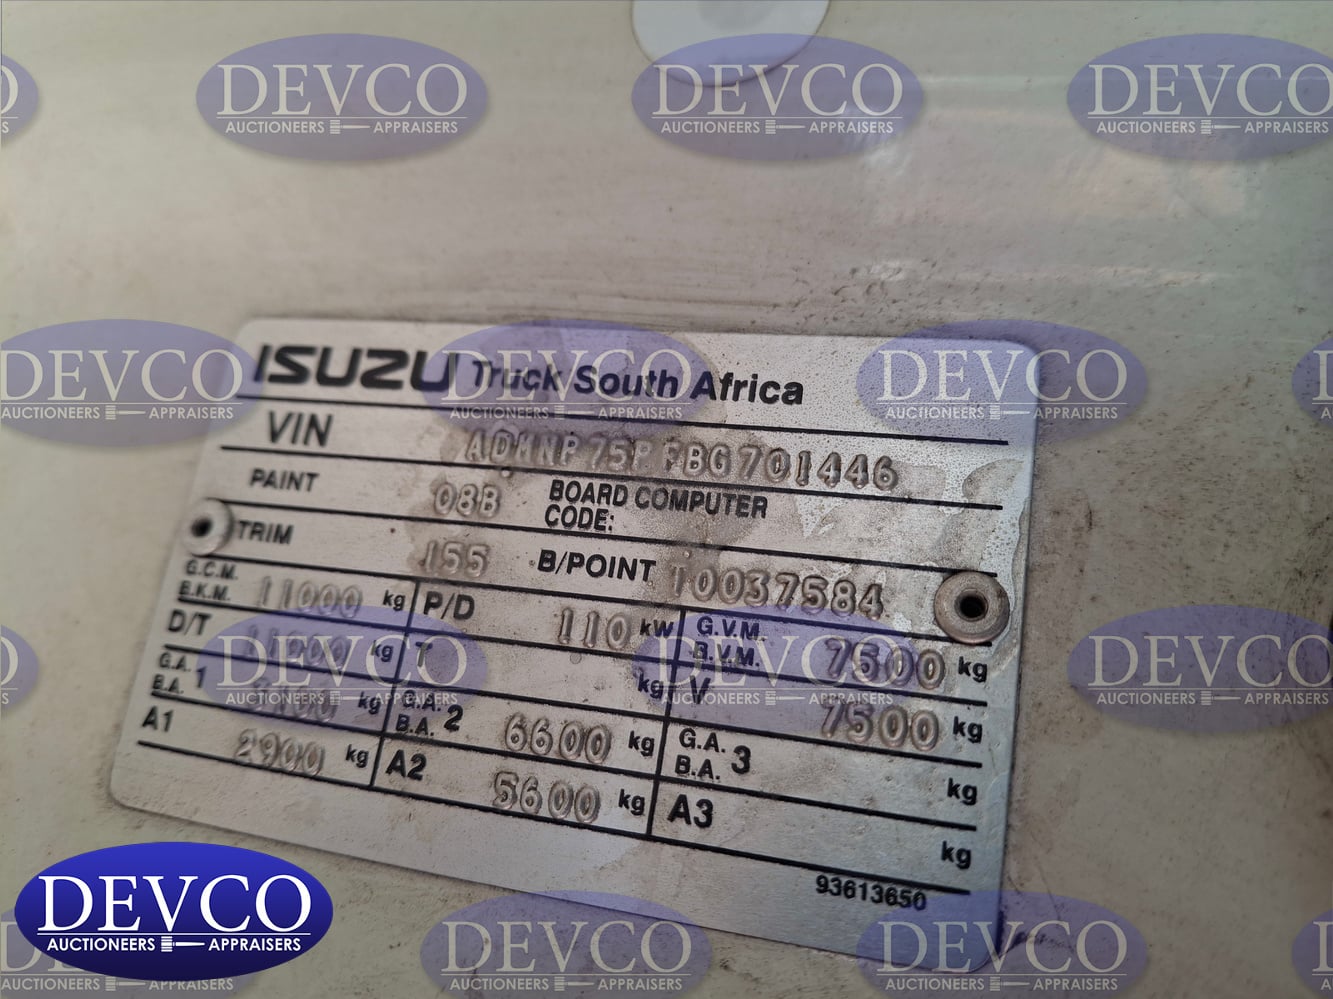 ISUZU Truck South Africa
VIN ADMNP75PFBG701446
PAINT 08B BOARD COMPUTER CODE:
TRIM 155 B/POINT T0037584
G.C.M. B.K.M. 11000 kg P/D 110 kW G.V.M. B.V.M. 7500 kg
D/T 11000 kg T kg V 7500 kg
G.A. B.A. 1 kg G.A. B.A. 2 6600 kg G.A. B.A. 3 kg
A1 2900 kg A2 5600 kg A3 kg
93613650
DEVCO
AUCTIONEERS APPRAISERS